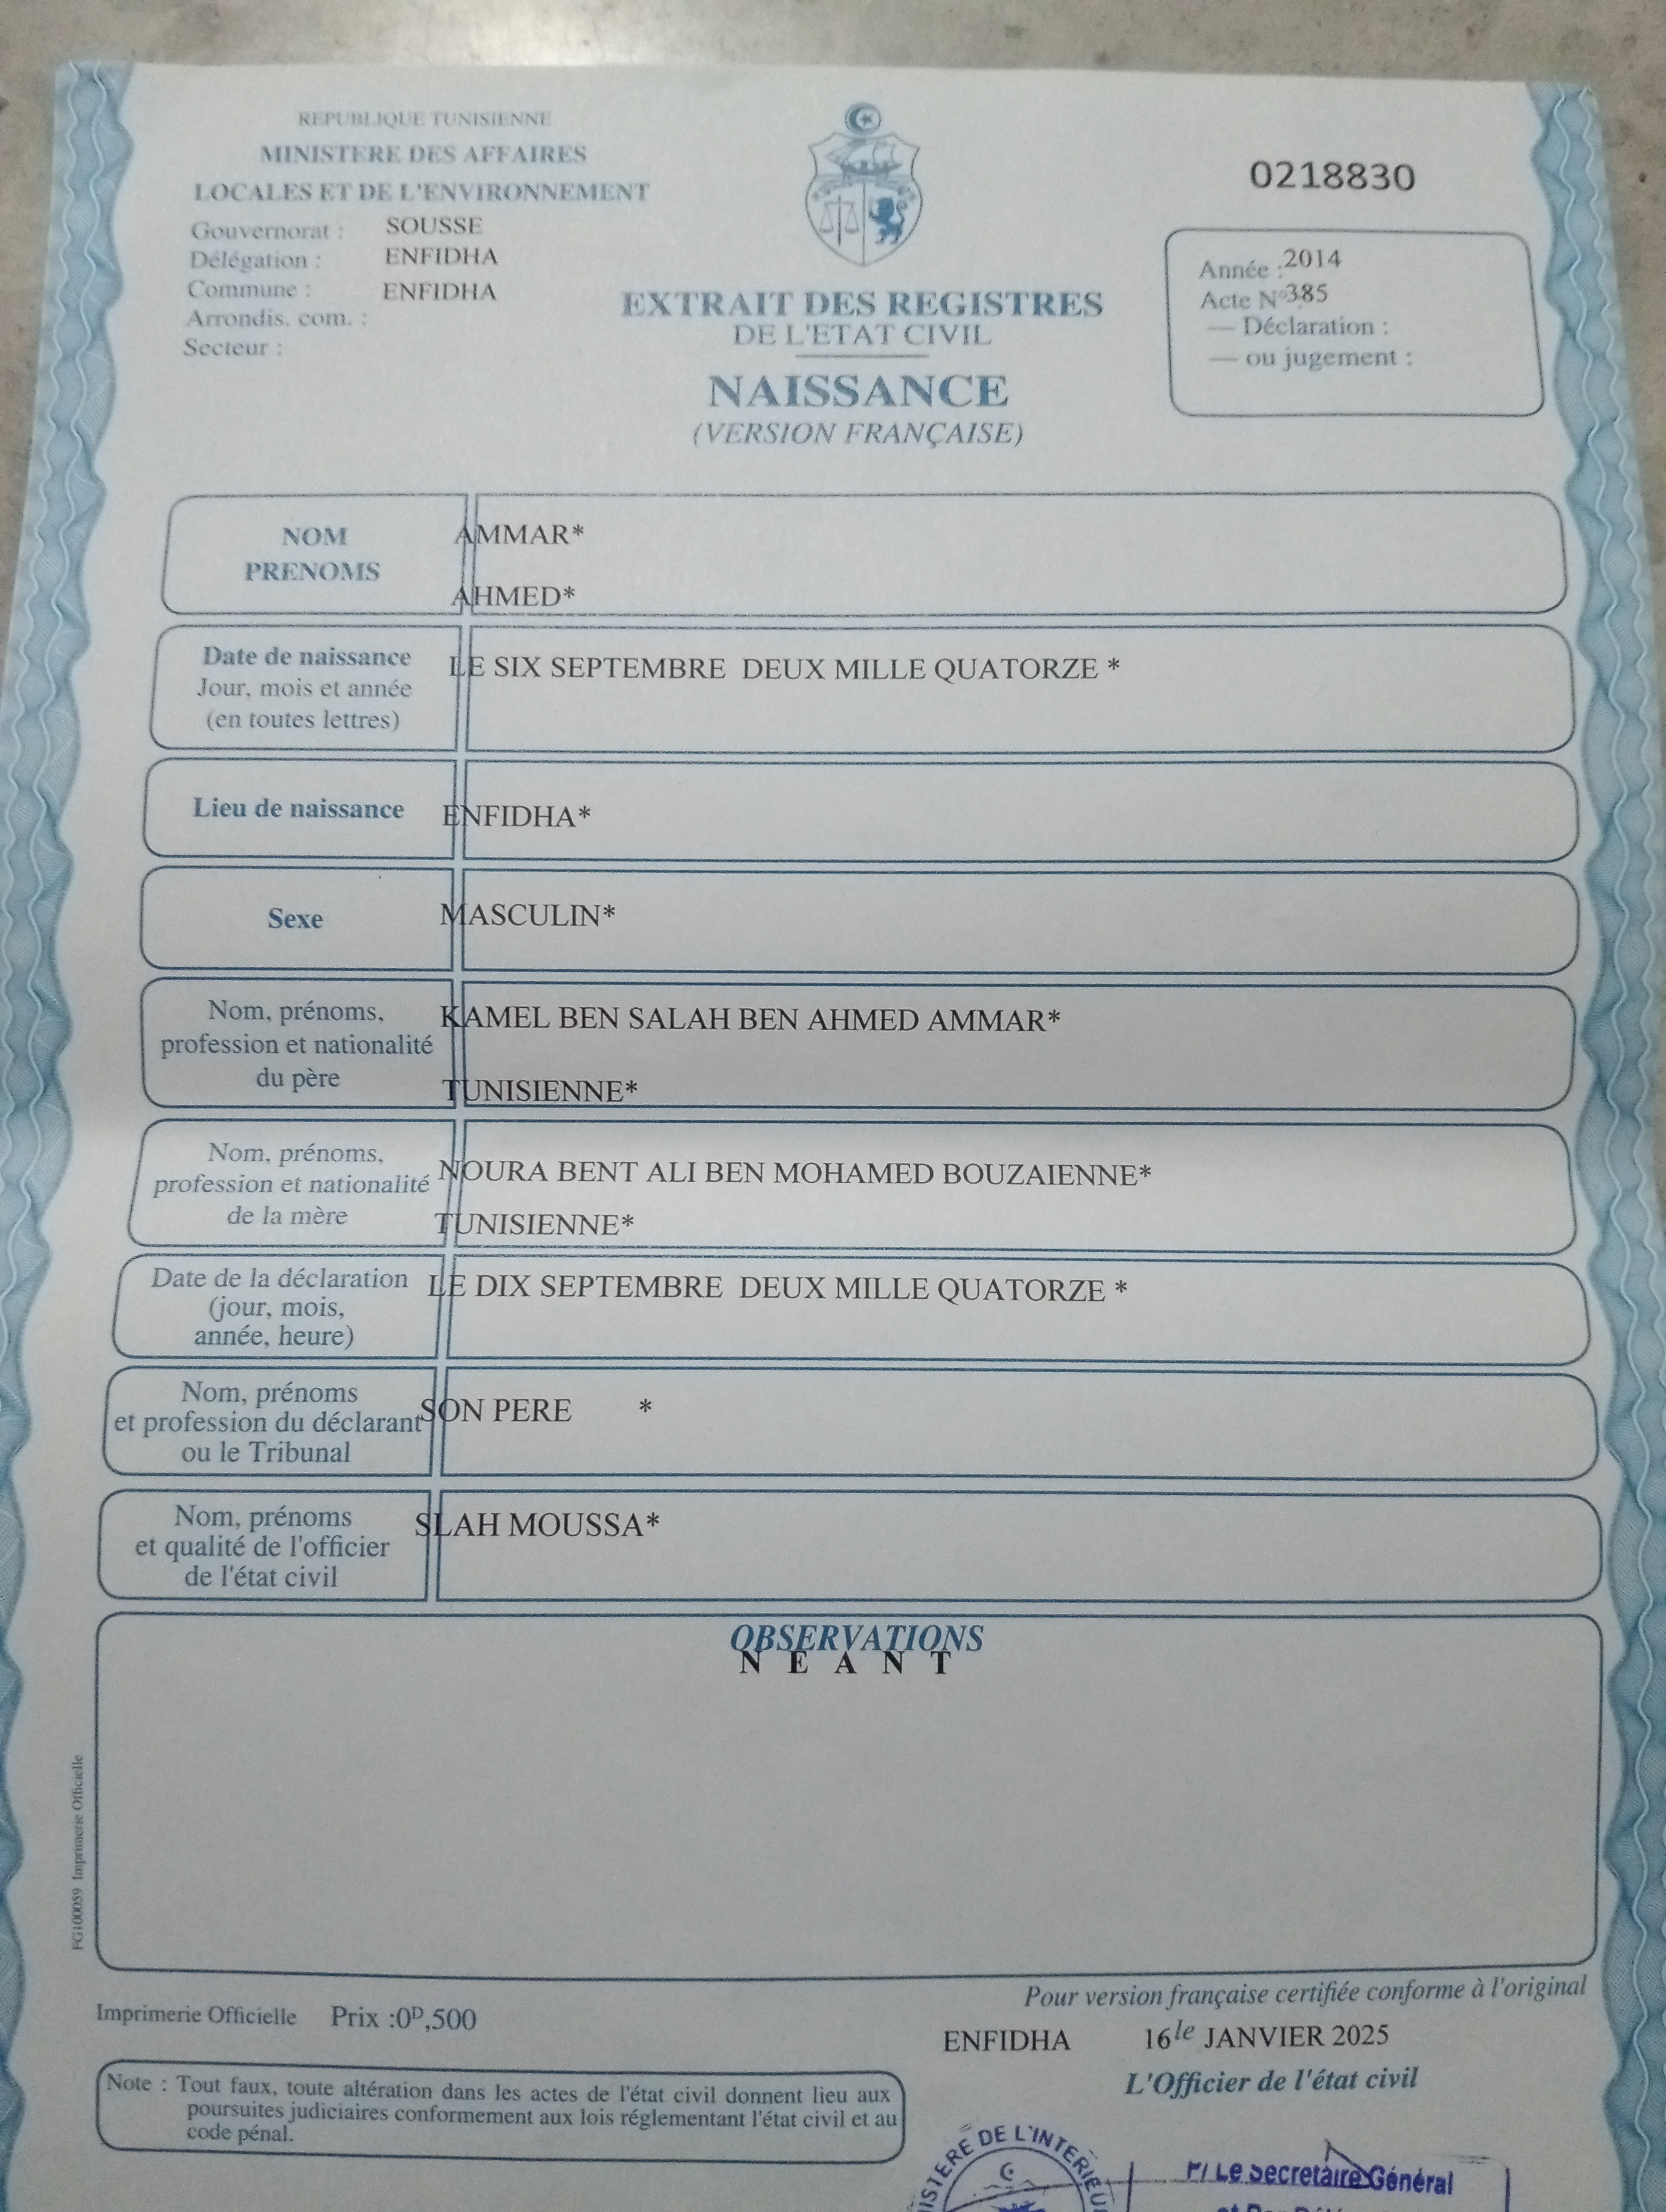 REPUBLIQUE TUNISIENNE
MINISTERE DES AFFAIRES
LOCALES ET DE L'ENVIRONNEMENT
Gouvernorat : SOUSSE
Délégation : ENFIDHA
Commune : ENFIDHA
Arrondis. com. :
Secteur :
EXTRAIT DES REGISTRES
DE L'ETAT CIVIL
NAISSANCE
(VERSION FRANÇAISE)
0218830
Année : 2014
Acte N° 385
— Déclaration :
— ou jugement :
NOM AMMAR*
PRENOMS AHMED*
Date de naissance
Jour, mois et année
(en toutes lettres)
LE SIX SEPTEMBRE DEUX MILLE QUATORZE *
Lieu de naissance ENFIDHA*
Sexe MASCULIN*
Nom, prénoms,
profession et nationalité
du père
KAMEL BEN SALAH BEN AHMED AMMAR*
TUNISIENNE*
Nom, prénoms,
profession et nationalité
de la mère
NOURA BENT ALI BEN MOHAMED BOUZAIENNE*
TUNISIENNE*
Date de la déclaration
(jour, mois,
année, heure)
LE DIX SEPTEMBRE DEUX MILLE QUATORZE *
Nom, prénoms
et profession du déclarant
ou le Tribunal
SON PERE *
Nom, prénoms
et qualité de l'officier
de l'état civil
SLAH MOUSSA*
OBSERVATIONS
N E A N T
FG100059 Imprimerie Officielle
Imprimerie Officielle Prix :0ᴰ,500
Pour version française certifiée conforme à l'original
ENFIDHA 16 le JANVIER 2025
L'Officier de l'état civil
Note : Tout faux, toute altération dans les actes de l'état civil donnent lieu aux
poursuites judiciaires conformement aux lois réglementant l'état civil et au
code pénal.
DE L'INTERIEUR
P/ Le Secretaire Général